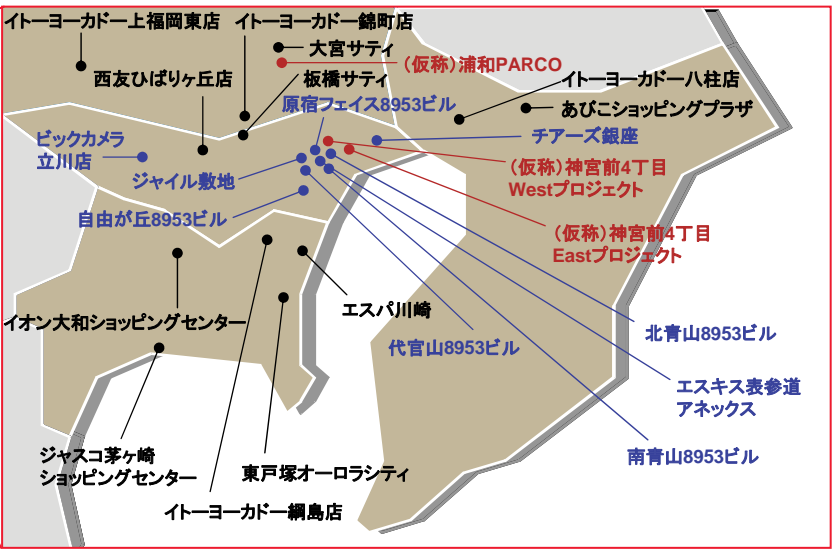 イトーヨーカドー上福岡東店
イトーヨーカドー錦町店
大宮サティ
(仮称)浦和PARCO
西友ひばりヶ丘店
板橋サティ
イトーヨーカドー八柱店
原宿フェイス8953ビル
あびこショッピングプラザ
ビックカメラ
立川店
チアーズ銀座
ジャイル敷地
(仮称)神宮前4丁目
Westプロジェクト
自由が丘8953ビル
(仮称)神宮前4丁目
Eastプロジェクト
イオン大和ショッピングセンター
エスパ川崎
代官山8953ビル
北青山8953ビル
エスキス表参道
アネックス
ジャスコ茅ヶ崎
ショッピングセンター
東戸塚オーロラシティ
南青山8953ビル
イトーヨーカドー綱島店